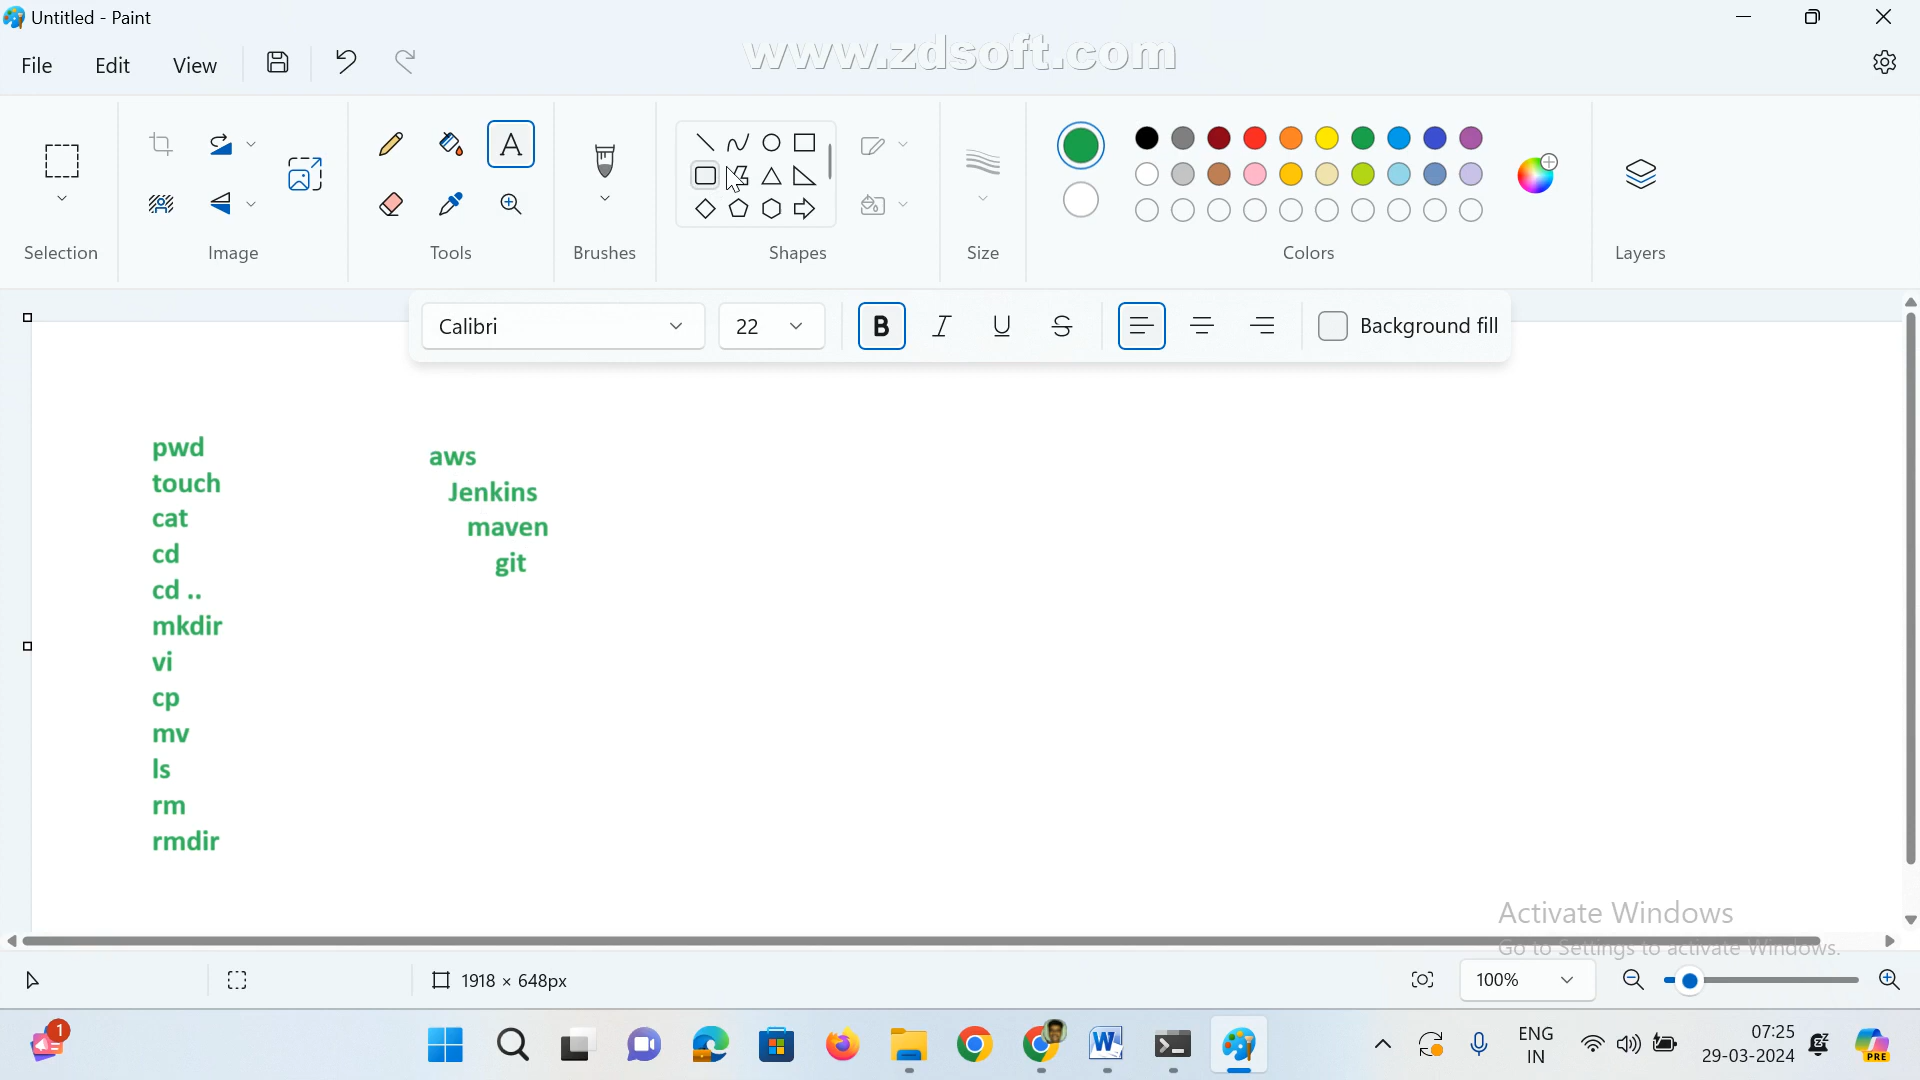 Untitled - Paint
www.zdsoft.com
File Edit View
Selection Image Tools Brushes Shapes Size Colors Layers
Calibri 22 B Background fill
pwd
touch
cat
cd
cd ..
mkdir
vi
cp
mv
ls
rm
rmdir
aws
Jenkins
maven
git
Activate Windows
Go to Settings to activate Windows.
1918 × 648px 100%
1
ENG
IN
07:25
29-03-2024
PRE